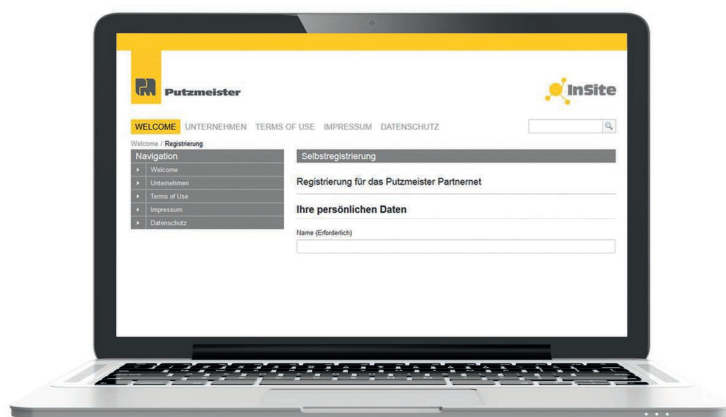 Putzmeister
InSite
WELCOME UNTERNEHMEN TERMS OF USE IMPRESSUM DATENSCHUTZ
Welcome / Registrierung
Navigation
Welcome
Unternehmen
Terms of Use
Impressum
Datenschutz
Selbstregistrierung
Registrierung für das Putzmeister Partnernet
Ihre persönlichen Daten
Name (Erforderlich)